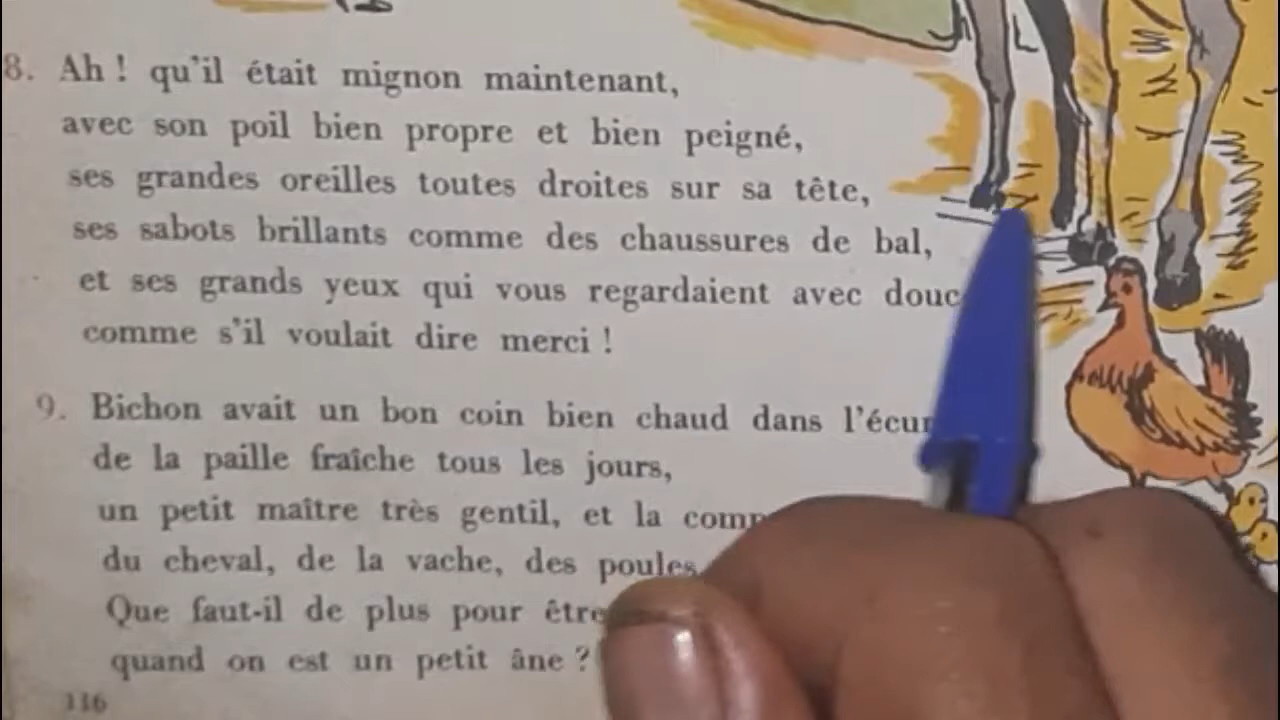 8. Ah ! qu'il était mignon maintenant,
avec son poil bien propre et bien peigné,
ses grandes oreilles toutes droites sur sa tête,
ses sabots brillants comme des chaussures de bal,
et ses grands yeux qui vous regardaient avec
comme s'il voulait dire merci !
9. Bichon avait un bon coin bien chaud dans
de la paille fraîche tous les jours,
un petit maître très gentil, et la
du cheval, de la vache, des poules
Que faut-il de plus pour être
quand on est un petit âne ?
116